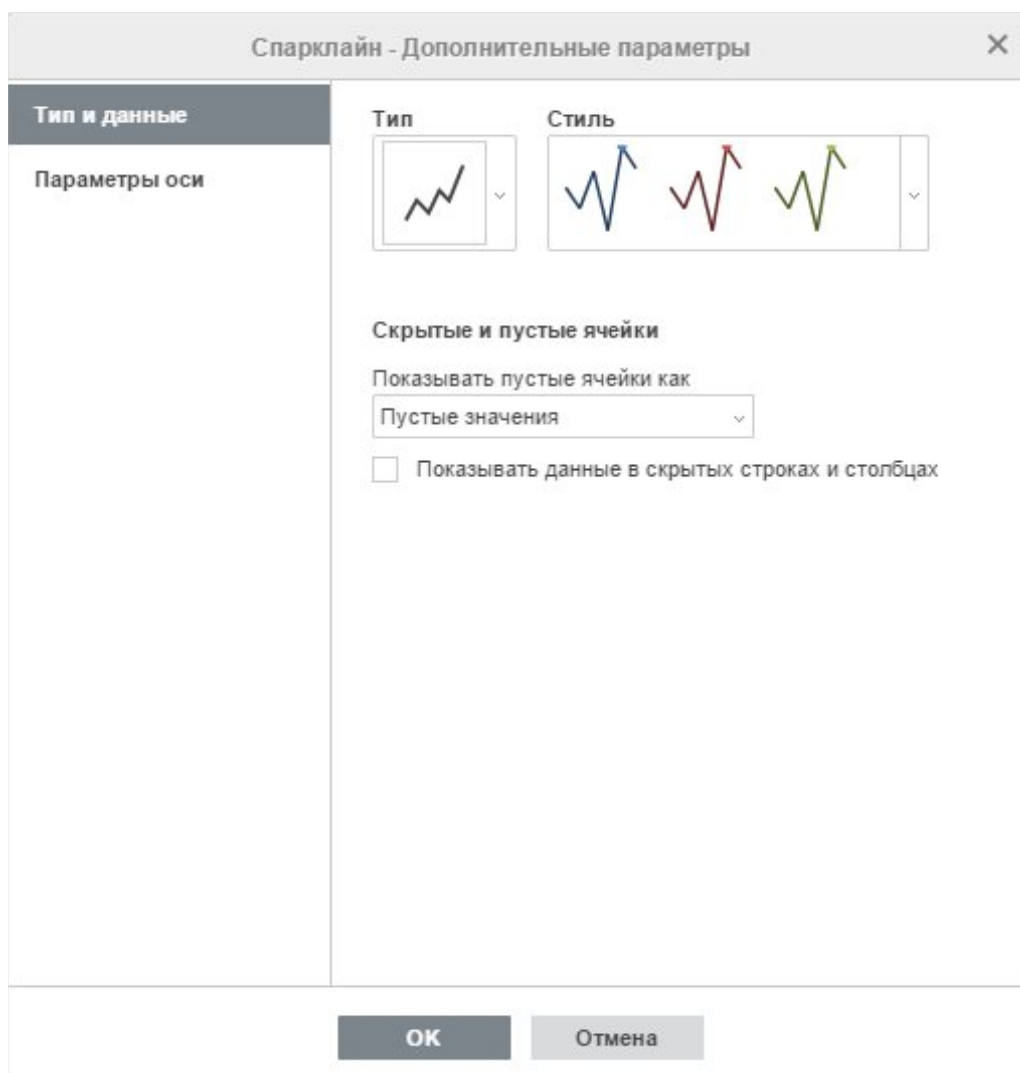 Спарклайн - Дополнительные параметры
Тип и данные
Параметры оси
Тип
Стиль
Скрытые и пустые ячейки
Показывать пустые ячейки как
Пустые значения
Показывать данные в скрытых строках и столбцах
ОК
Отмена